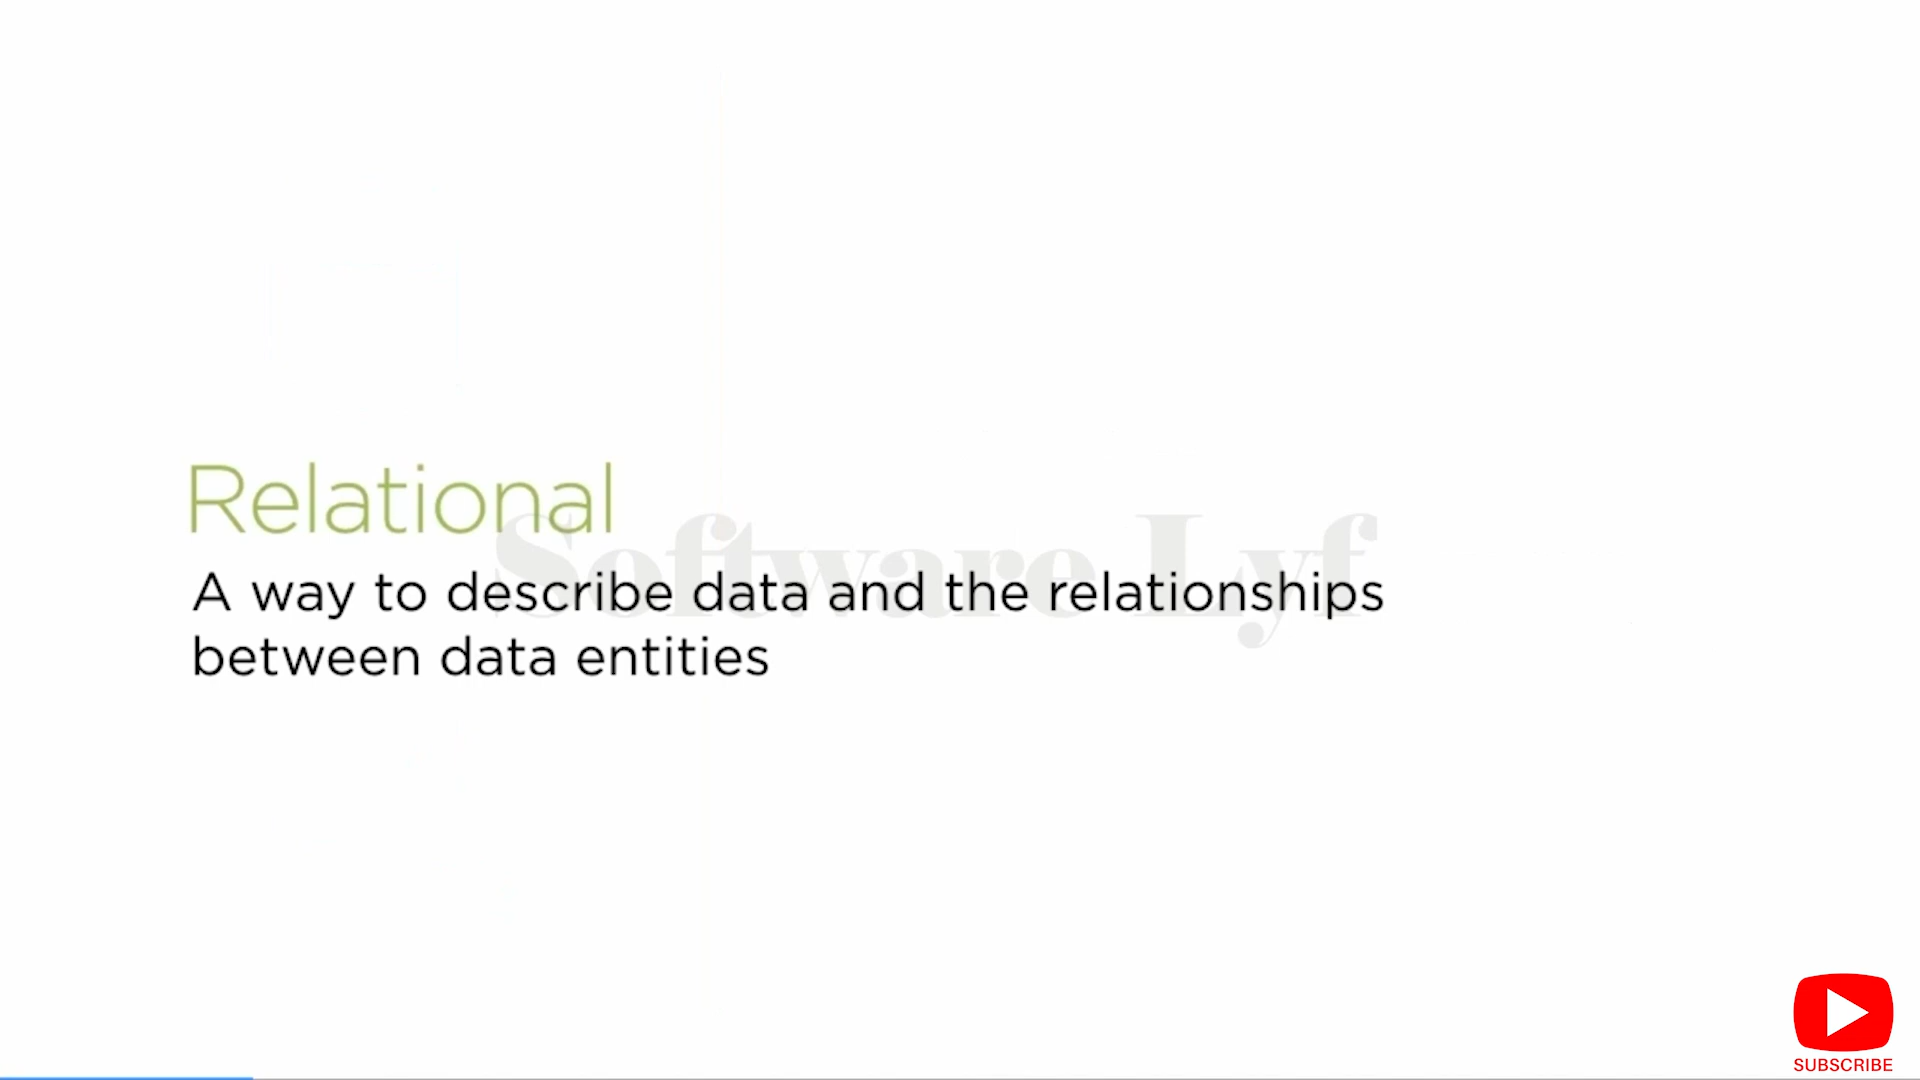 Relational
Software Lyf
A way to describe data and the relationships
between data entities
SUBSCRIBE